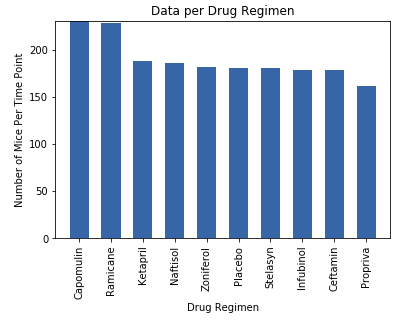 Data per Drug Regimen
Number of Mice Per Time Point
200
150
100
50
0
Capomulin
Ramicane
Ketapril
Naftisol
Zoniferol
Placebo
Stelasyn
Infubinol
Ceftamin
Propriva
Drug Regimen